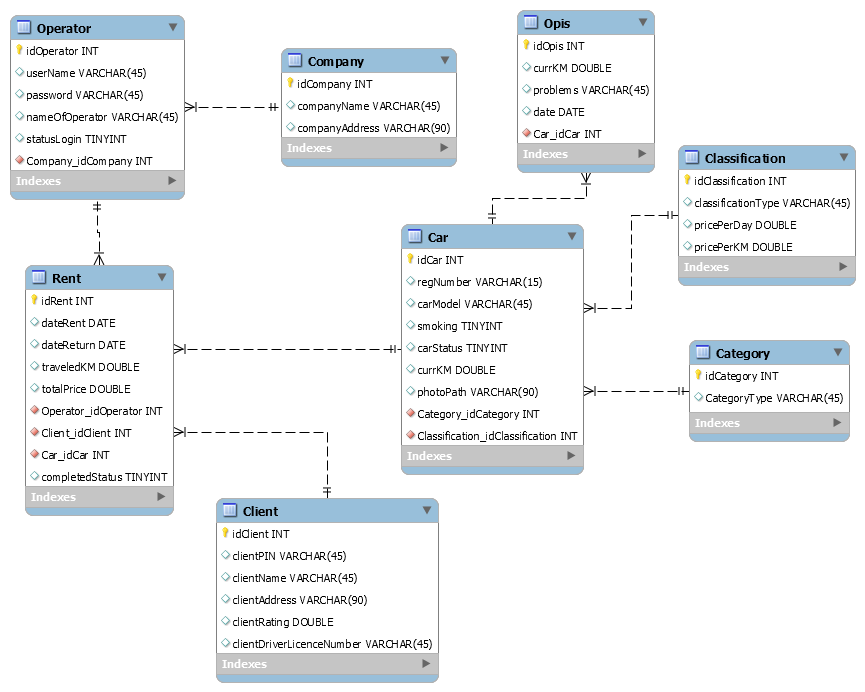 Operator
idOperator INT
userName VARCHAR(45)
password VARCHAR(45)
nameOfOperator VARCHAR(45)
statusLogin TINYINT
Company_idCompany INT
Indexes
Company
idCompany INT
companyName VARCHAR(45)
companyAddress VARCHAR(90)
Indexes
Opis
idOpis INT
currKM DOUBLE
problems VARCHAR(45)
date DATE
Car_idCar INT
Indexes
Classification
idClassification INT
classificationType VARCHAR(45)
pricePerDay DOUBLE
pricePerKM DOUBLE
Indexes
Rent
idRent INT
dateRent DATE
dateReturn DATE
traveledKM DOUBLE
totalPrice DOUBLE
Operator_idOperator INT
Client_idClient INT
Car_idCar INT
completedStatus TINYINT
Indexes
Car
idCar INT
regNumber VARCHAR(15)
carModel VARCHAR(45)
smoking TINYINT
carStatus TINYINT
currKM DOUBLE
photoPath VARCHAR(90)
Category_idCategory INT
Classification_idClassification INT
Indexes
Category
idCategory INT
CategoryType VARCHAR(45)
Indexes
Client
idClient INT
clientPIN VARCHAR(45)
clientName VARCHAR(45)
clientAddress VARCHAR(90)
clientRating DOUBLE
clientDriverLicenceNumber VARCHAR(45)
Indexes